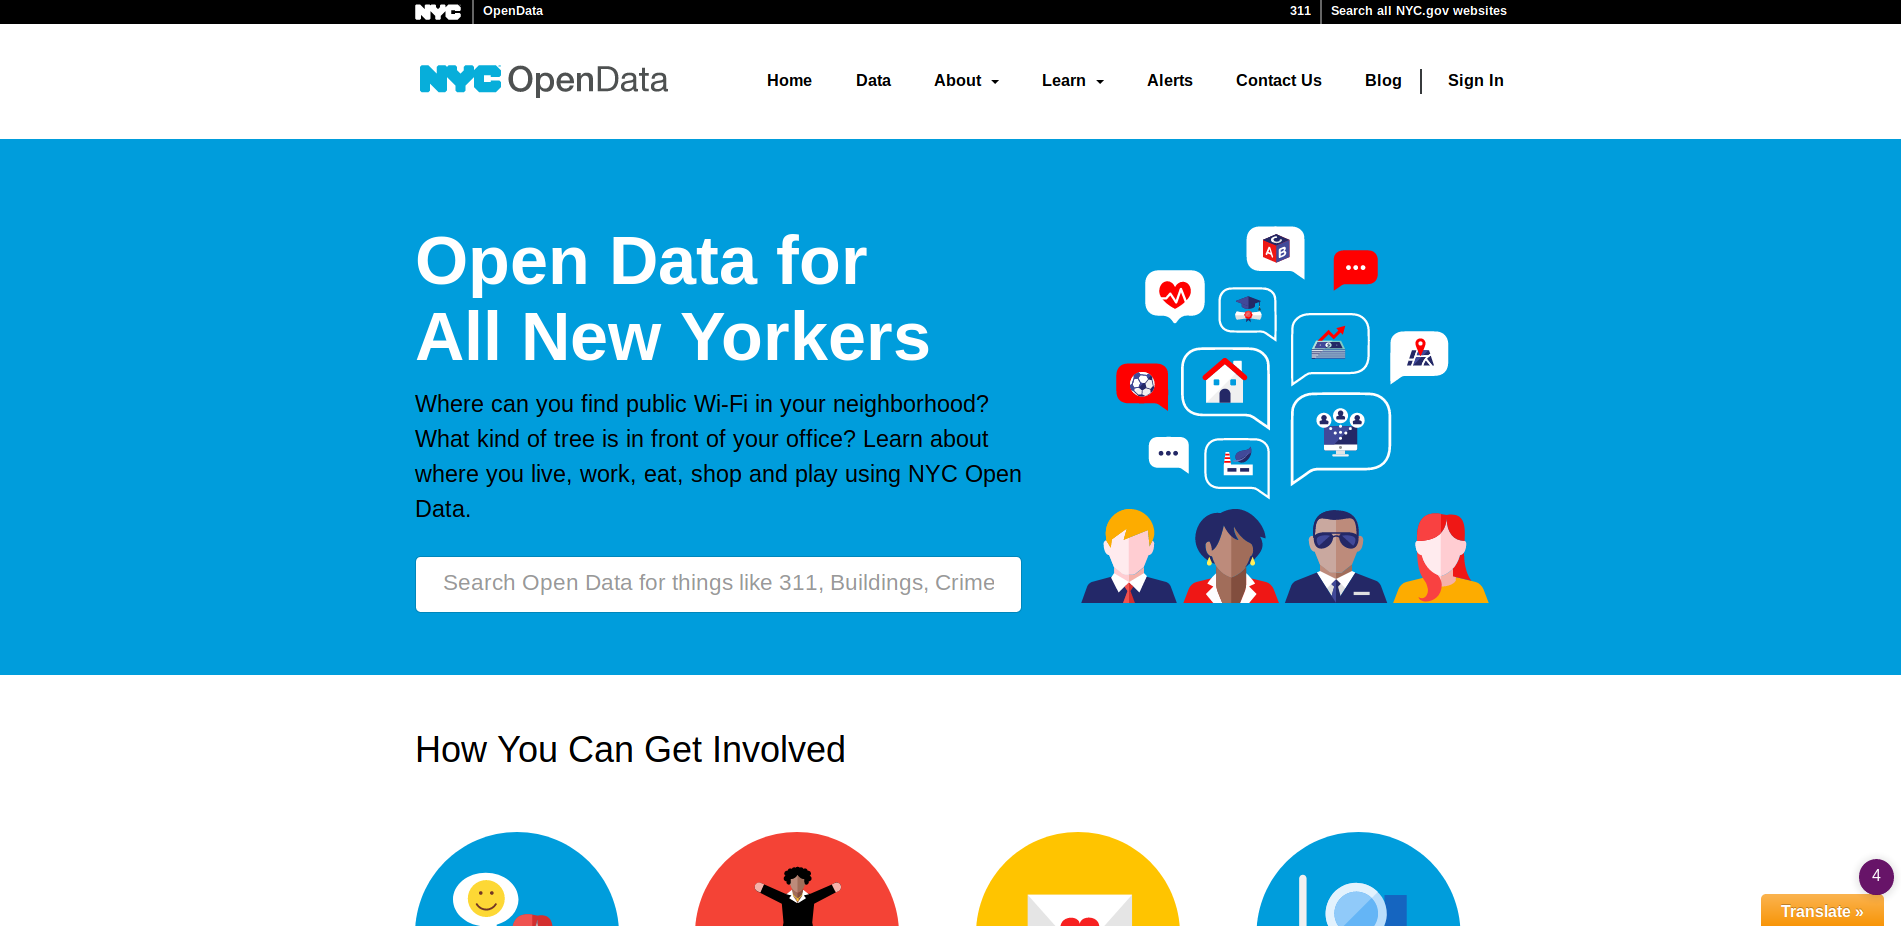 NYC OpenData 311 Search all NYC.gov websites
NYC OpenData Home Data About Learn Alerts Contact Us Blog Sign In
Open Data for
All New Yorkers
Where can you find public Wi-Fi in your neighborhood?
What kind of tree is in front of your office? Learn about
where you live, work, eat, shop and play using NYC Open
Data.
Search Open Data for things like 311, Buildings, Crime
C
A B
How You Can Get Involved
4
Translate »